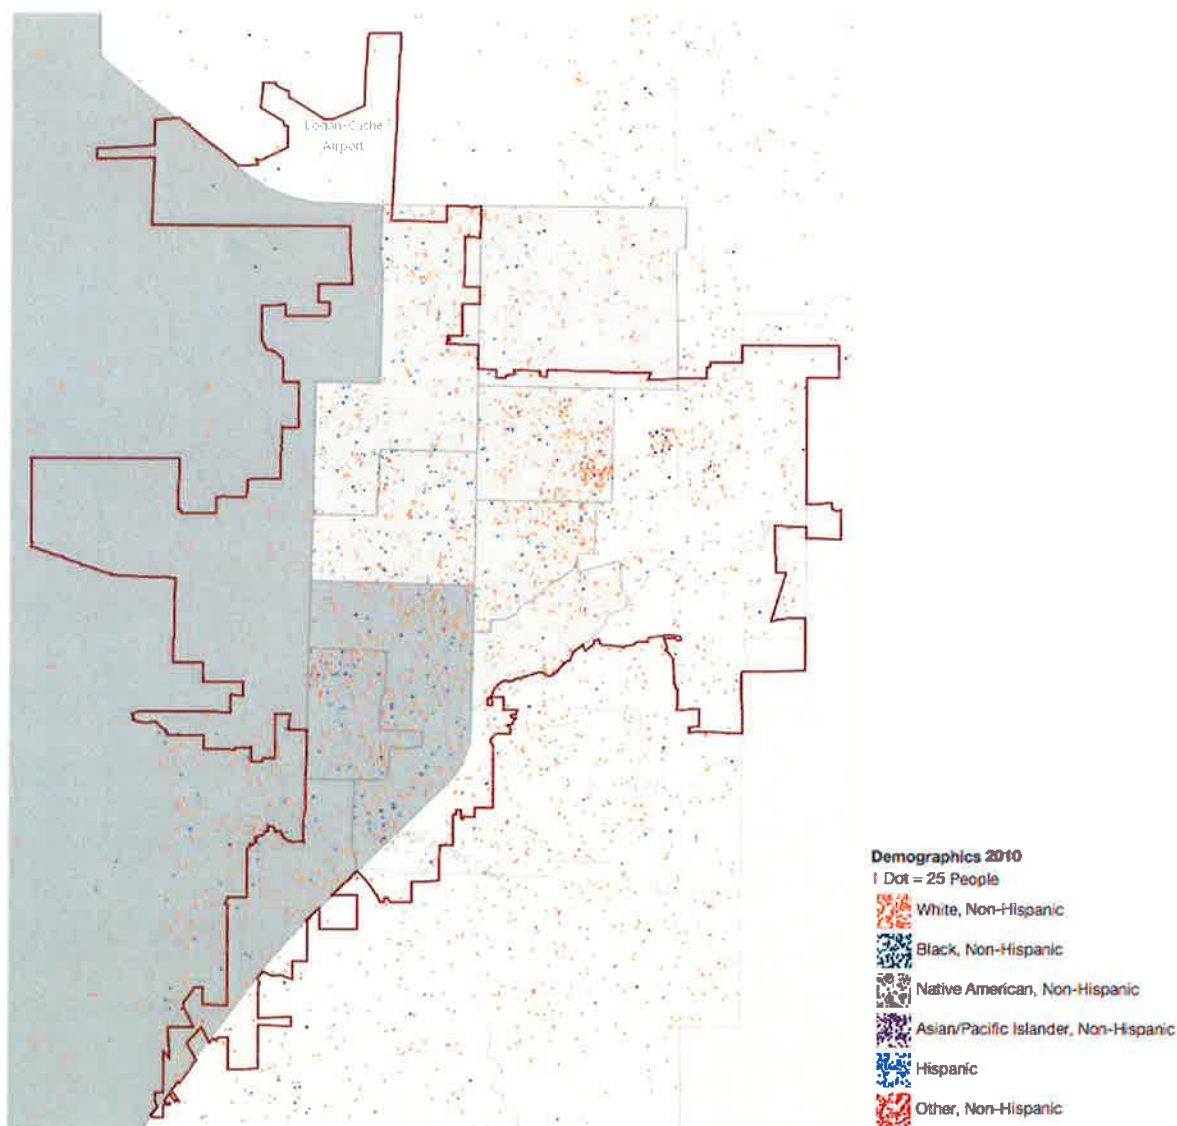 Logan-Cache
Airport
Demographics 2010
1 Dot = 25 People
White, Non-Hispanic
Black, Non-Hispanic
Native American, Non-Hispanic
Asian/Pacific Islander, Non-Hispanic
Hispanic
Other, Non-Hispanic